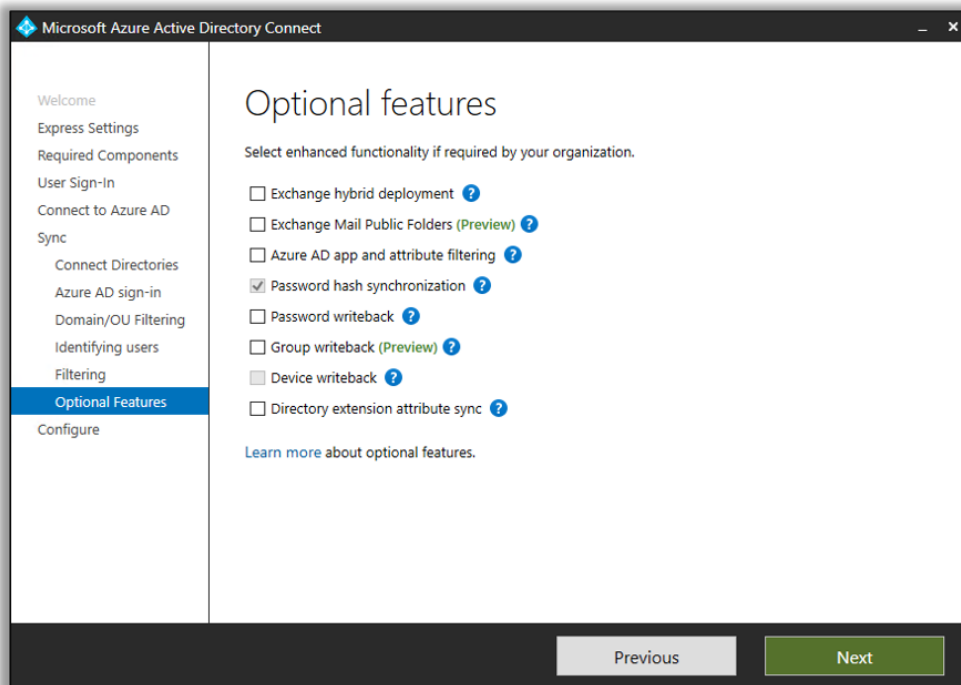 Microsoft Azure Active Directory Connect
Welcome
Express Settings
Required Components
User Sign-In
Connect to Azure AD
Sync
Connect Directories
Azure AD sign-in
Domain/OU Filtering
Identifying users
Filtering
Optional Features
Configure
Optional features
Select enhanced functionality if required by your organization.
Exchange hybrid deployment ?
Exchange Mail Public Folders (Preview) ?
Azure AD app and attribute filtering ?
Password hash synchronization ?
Password writeback ?
Group writeback (Preview) ?
Device writeback ?
Directory extension attribute sync ?
Learn more about optional features.
Previous
Next